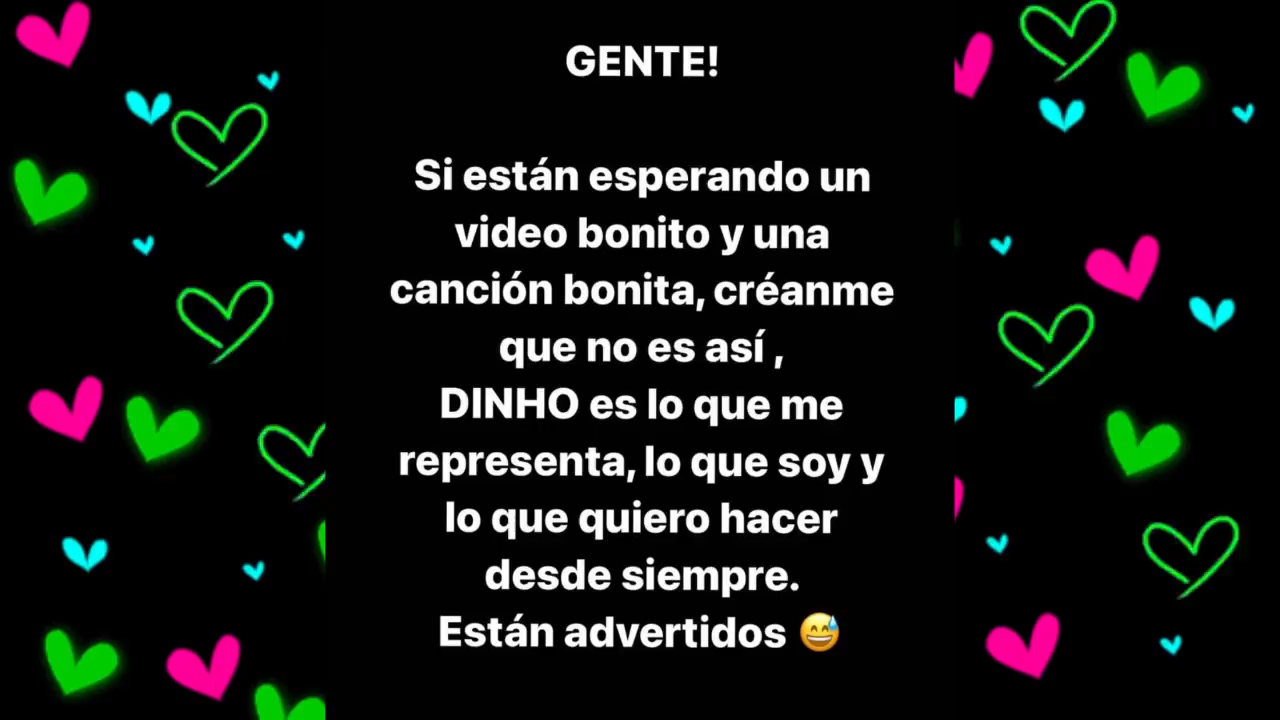 GENTE!
Si están esperando un
video bonito y una
canción bonita, créanme
que no es así ,
DINHO es lo que me
representa, lo que soy y
lo que quiero hacer
desde siempre.
Están advertidos 😅